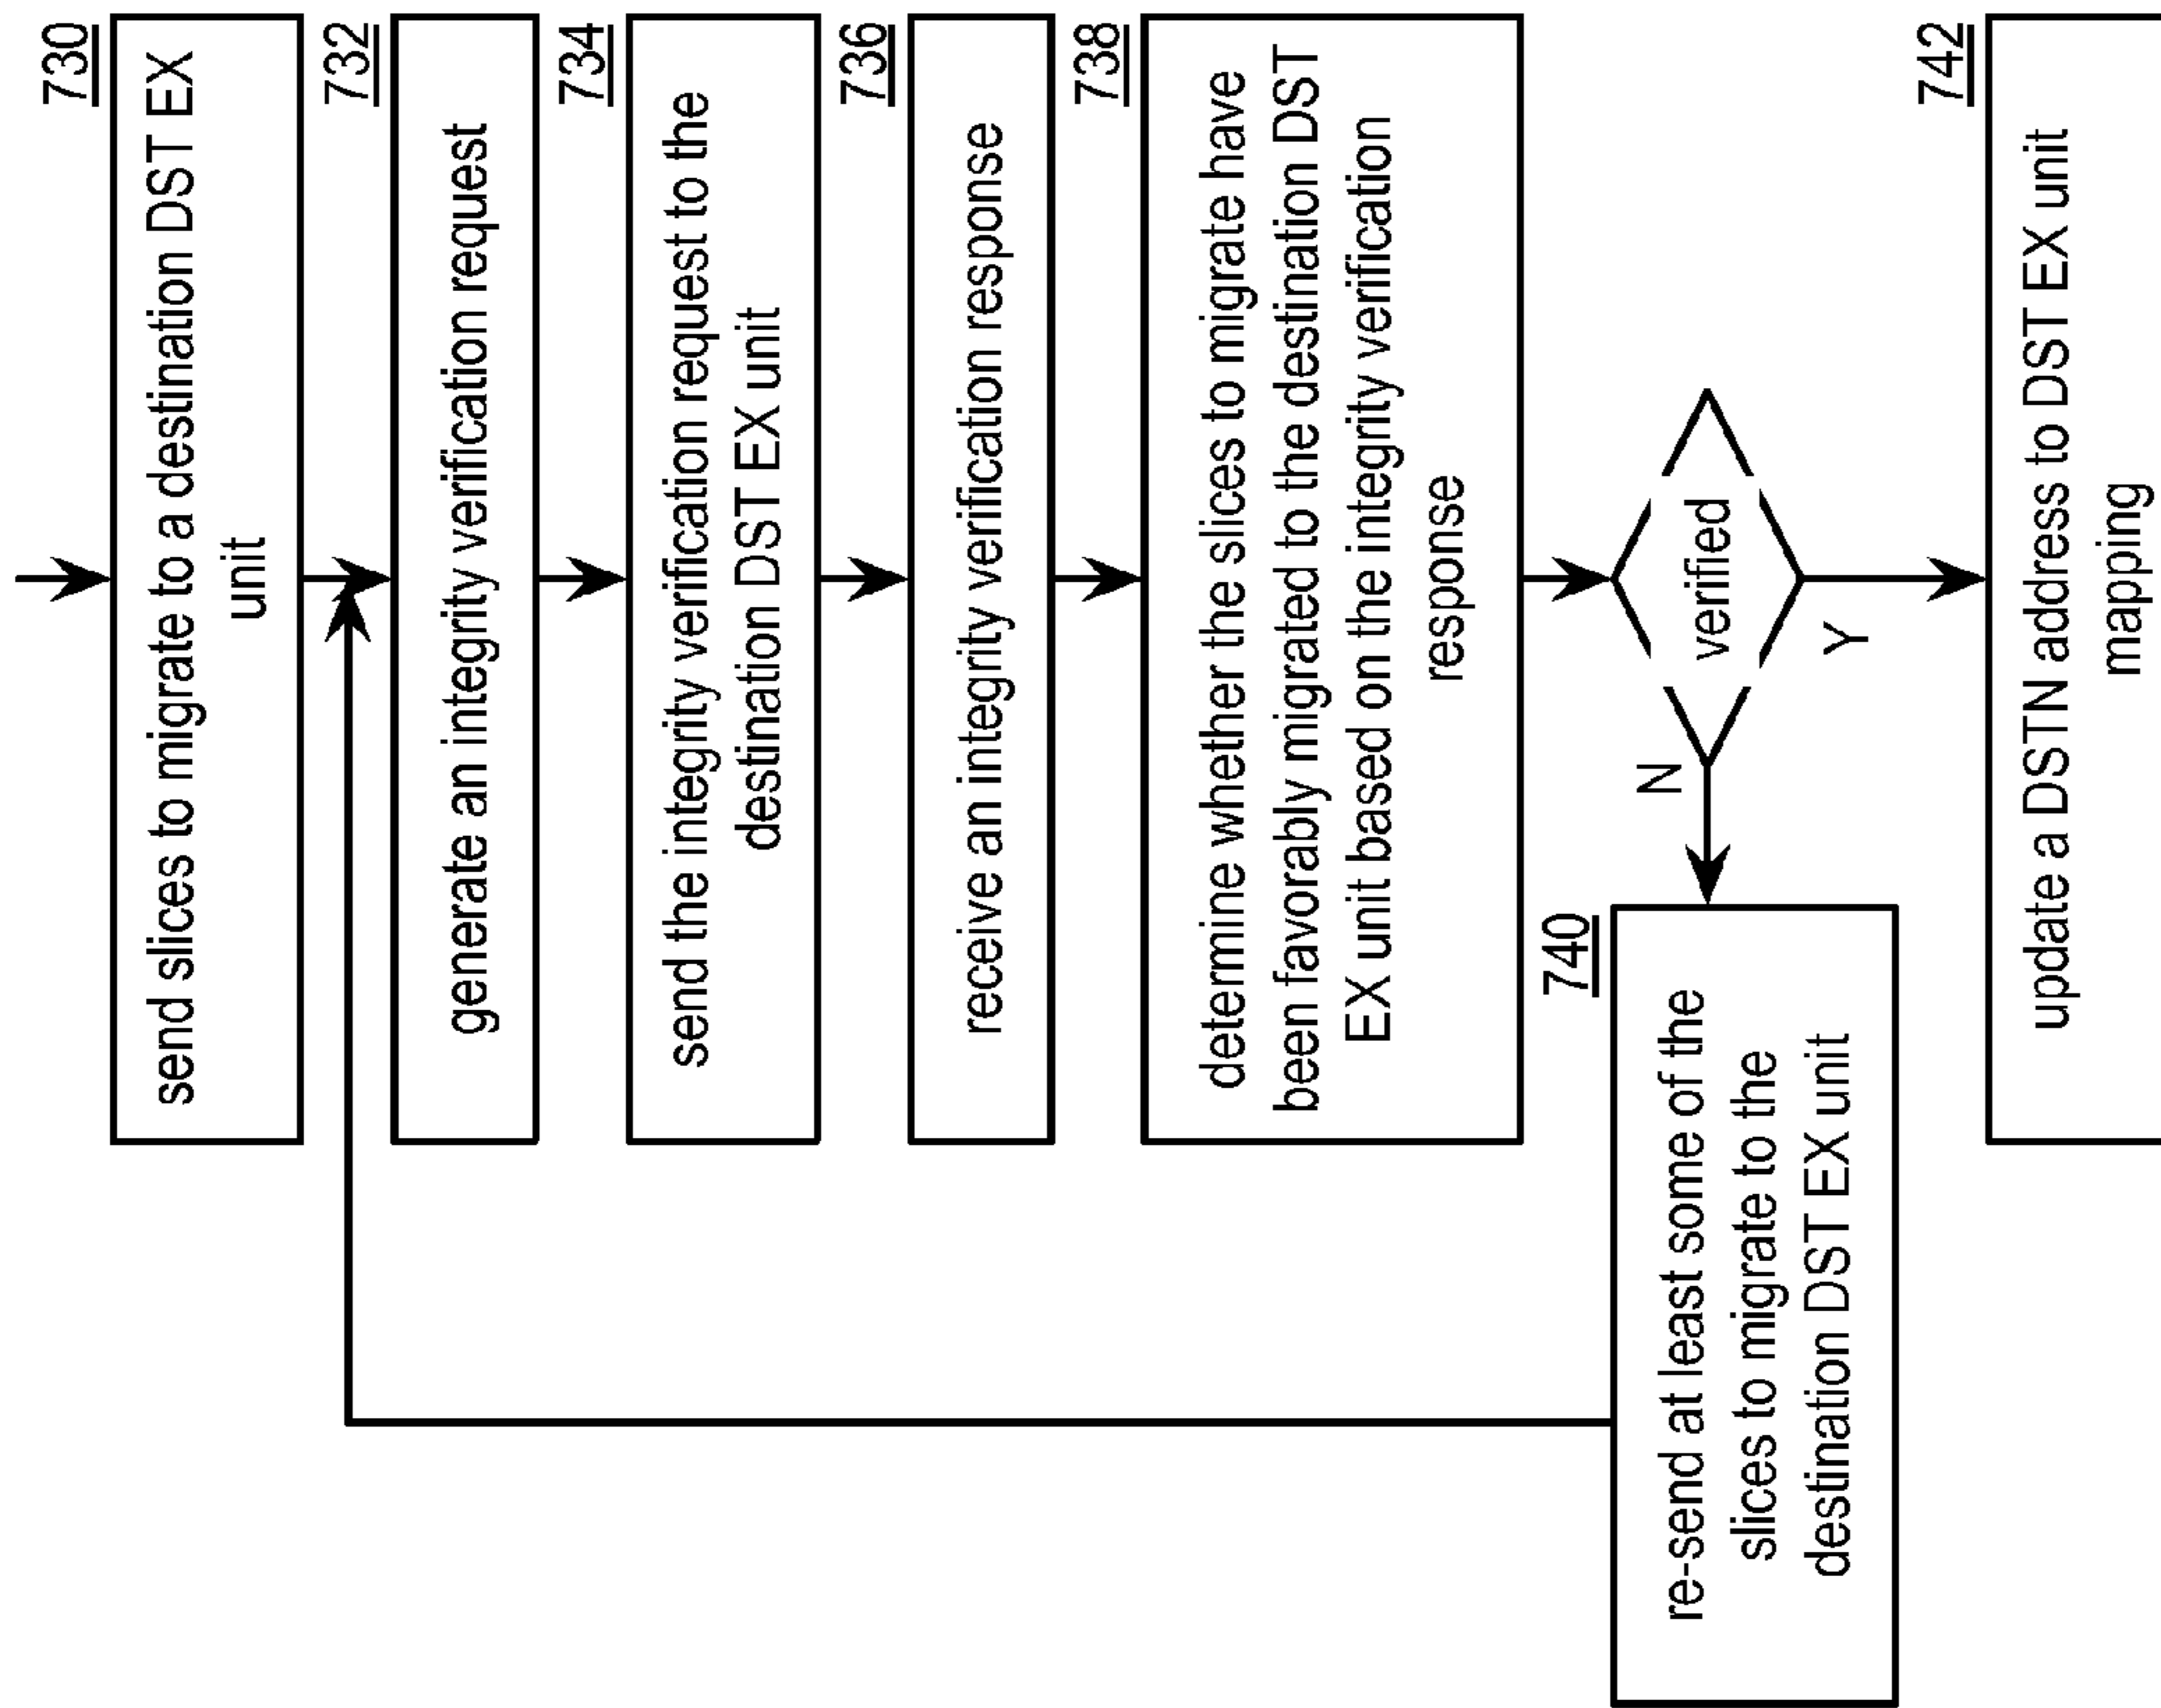 730
send slices to migrate to a destination DST EX
unit
732
generate an integrity verification request
734
send the integrity verification request to the
destination DST EX unit
736
receive an integrity verification response
738
determine whether the slices to migrate have
been favorably migrated to the destination DST
EX unit based on the integrity verification
response
verified
N
Y
740
re-send at least some of the
slices to migrate to the
destination DST EX unit
742
update a DSTN address to DST EX unit
mapping